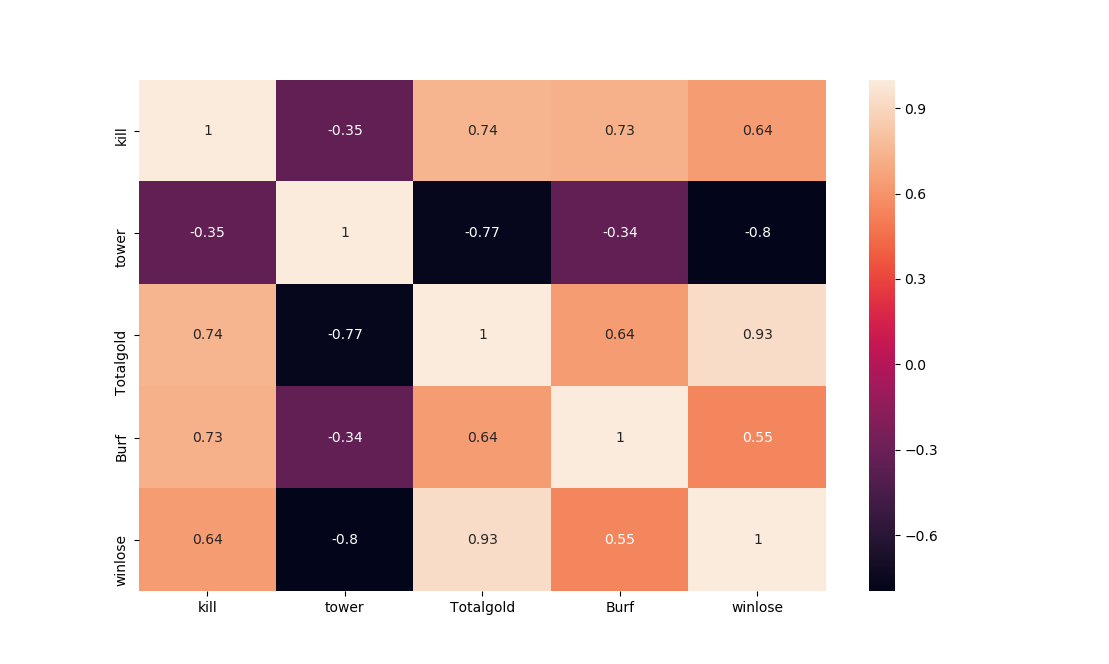 kill 1 -0.35 0.74 0.73 0.64
tower -0.35 1 -0.77 -0.34 -0.8
Totalgold 0.74 -0.77 1 0.64 0.93
Burf 0.73 -0.34 0.64 1 0.55
winlose 0.64 -0.8 0.93 0.55 1
kill tower Totalgold Burf winlose
0.9
0.6
0.3
0.0
−0.3
−0.6